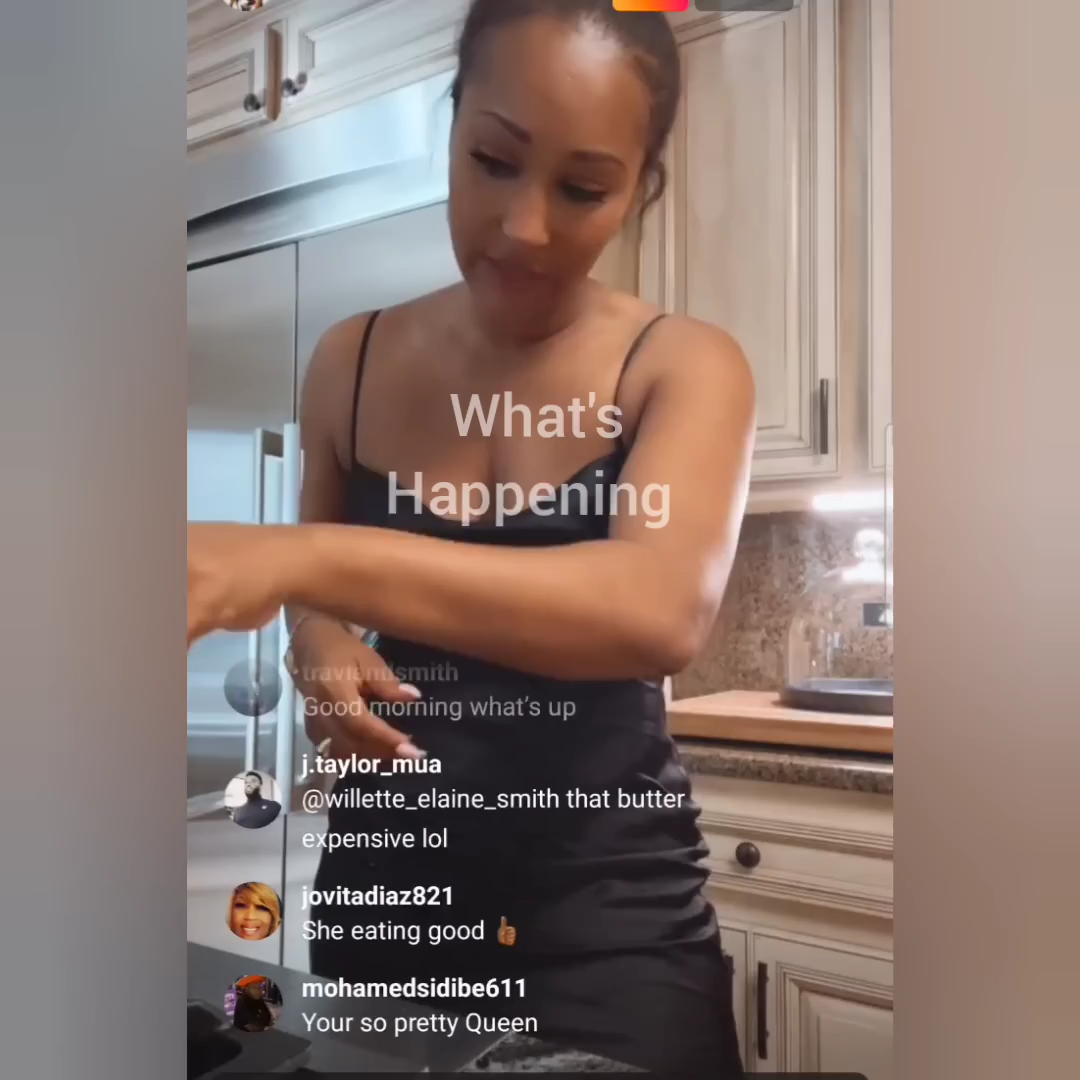 What's
Happening
traviandsmith
Good morning what's up
j.taylor_mua
@willette_elaine_smith that butter
expensive lol
jovitadiaz821
She eating good 👍🏾
mohamedsidibe611
Your so pretty Queen